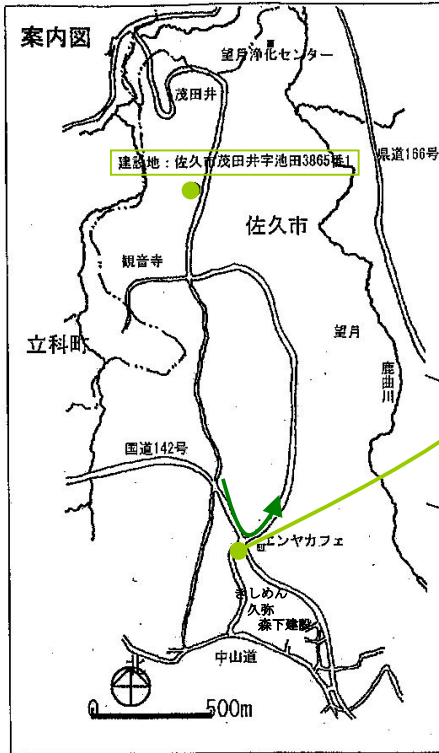 案内図
望月浄化センター
茂田井
県道166号
建設地：佐久市茂田井字池田3865番1
佐久市
観音寺
望月
立科町
鹿曲川
国道142号
エンヤカフェ
きしめん
久弥
森下建設
中山道
0 500m